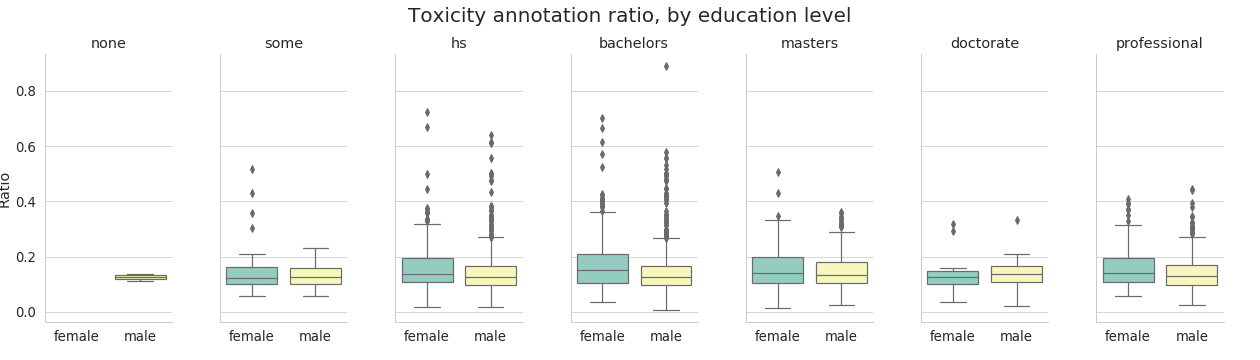 Toxicity annotation ratio, by education level
none some hs bachelors masters doctorate professional
0.8
0.6
0.4
0.2
0.0
Ratio
female male female male female male female male female male female male female male